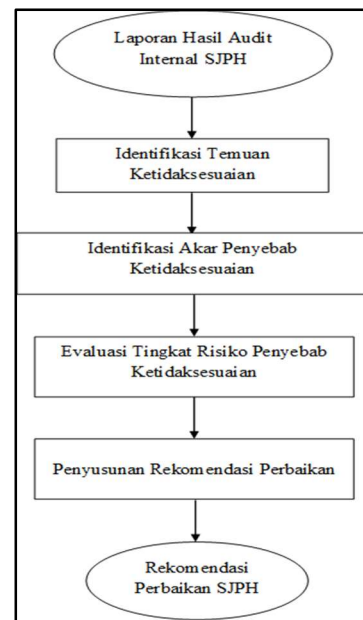 Laporan Hasil Audit
Internal SJPH
Identifikasi Temuan
Ketidaksesuaian
Identifikasi Akar Penyebab
Ketidaksesuaian
Evaluasi Tingkat Risiko Penyebab
Ketidaksesuaian
Penyusunan Rekomendasi Perbaikan
Rekomendasi
Perbaikan SJPH